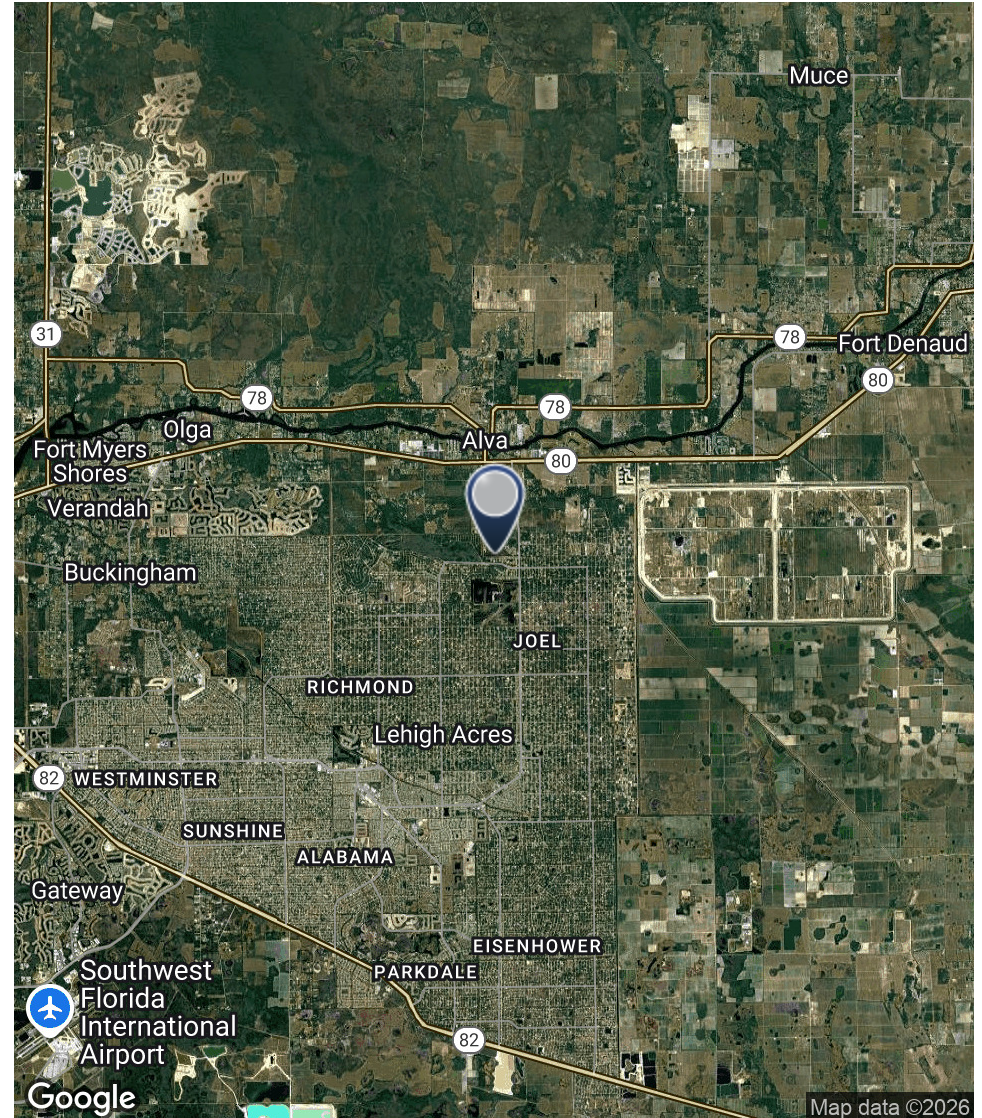 Muce
31
78
Fort Denaud
80
78
78
Olga
Alva
Fort Myers
Shores
80
Verandah
Buckingham
JOEL
RICHMOND
Lehigh Acres
82
WESTMINSTER
SUNSHINE
ALABAMA
Gateway
EISENHOWER
PARKDALE
Southwest
Florida
International
Airport
82
Google
Map data ©2026